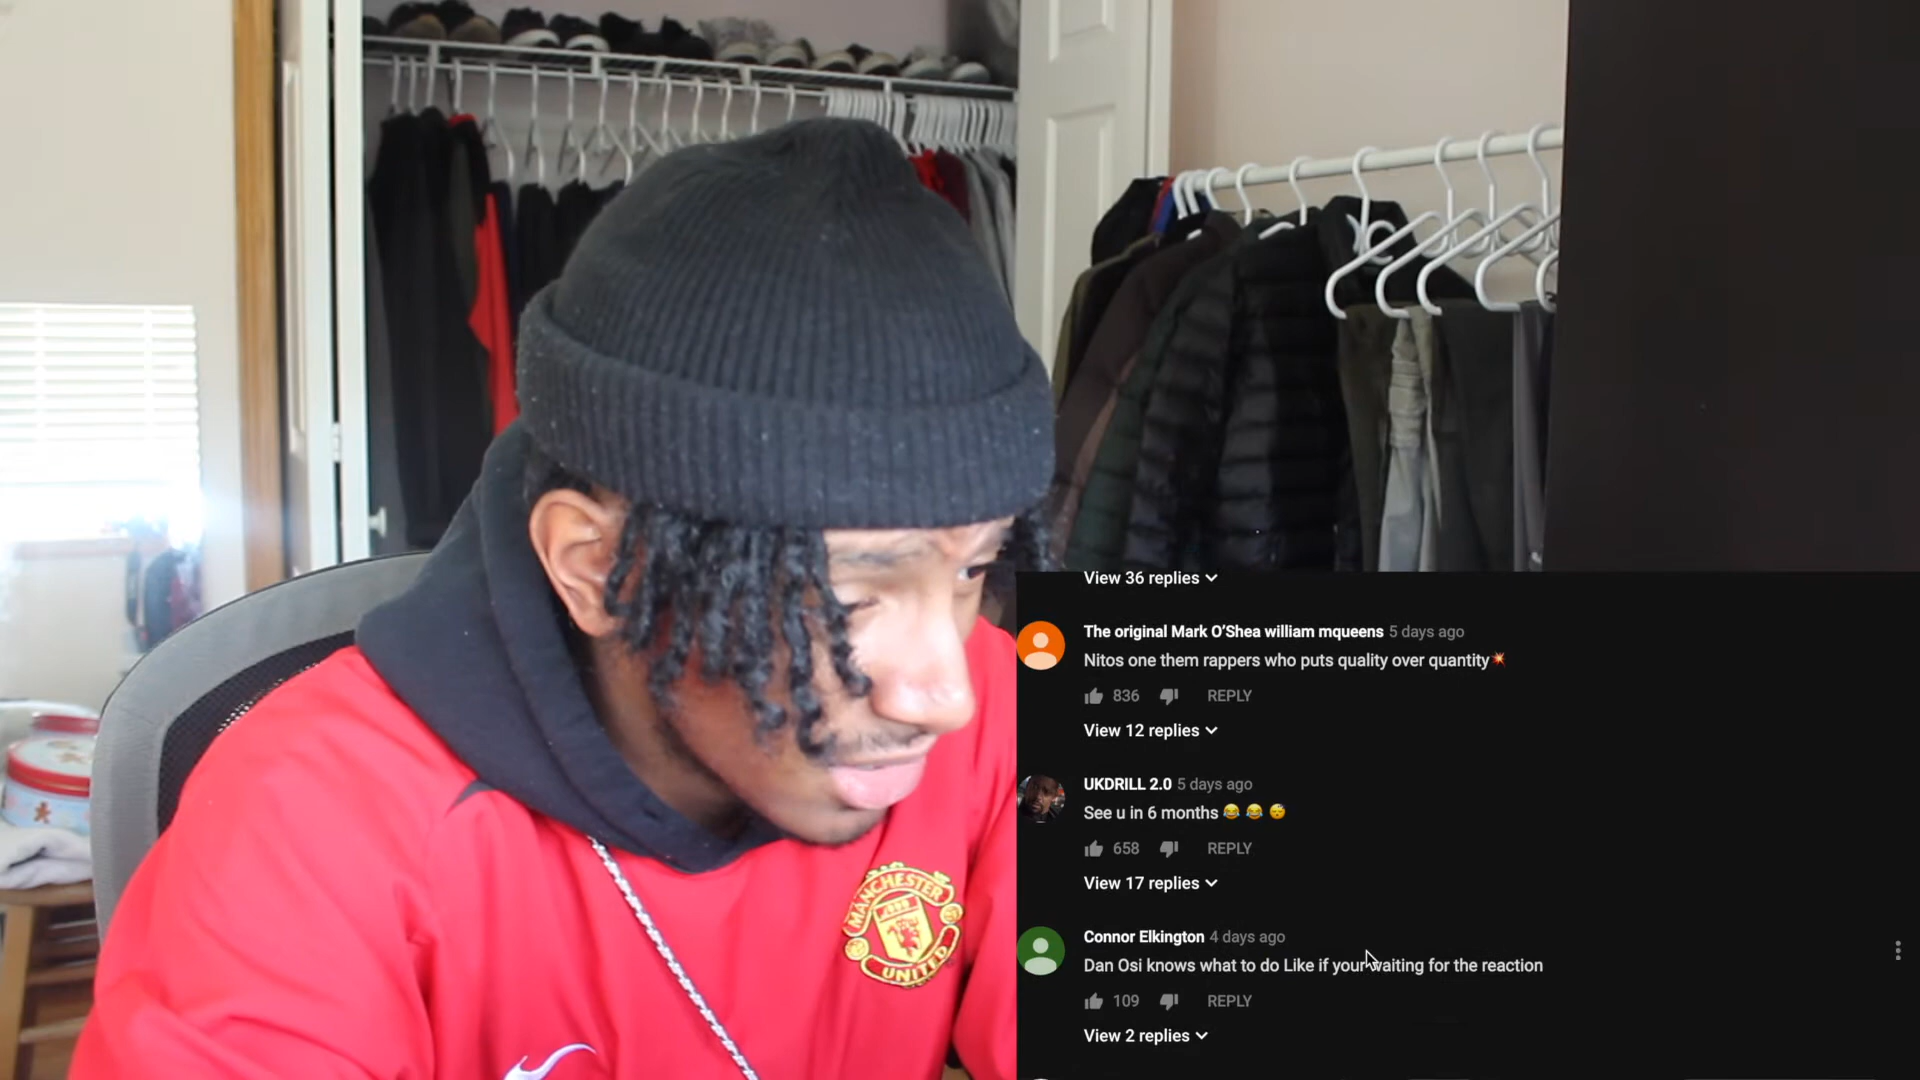 View 36 replies
The original Mark O'Shea william mqueens 5 days ago
Nitos one them rappers who puts quality over quantity💥
836 REPLY
View 12 replies
UKDRILL 2.0 5 days ago
See u in 6 months 😂 😂 😴
658 REPLY
View 17 replies
Connor Elkington 4 days ago
Dan Osi knows what to do Like if your waiting for the reaction
109 REPLY
View 2 replies
MANCHESTER
UNITED